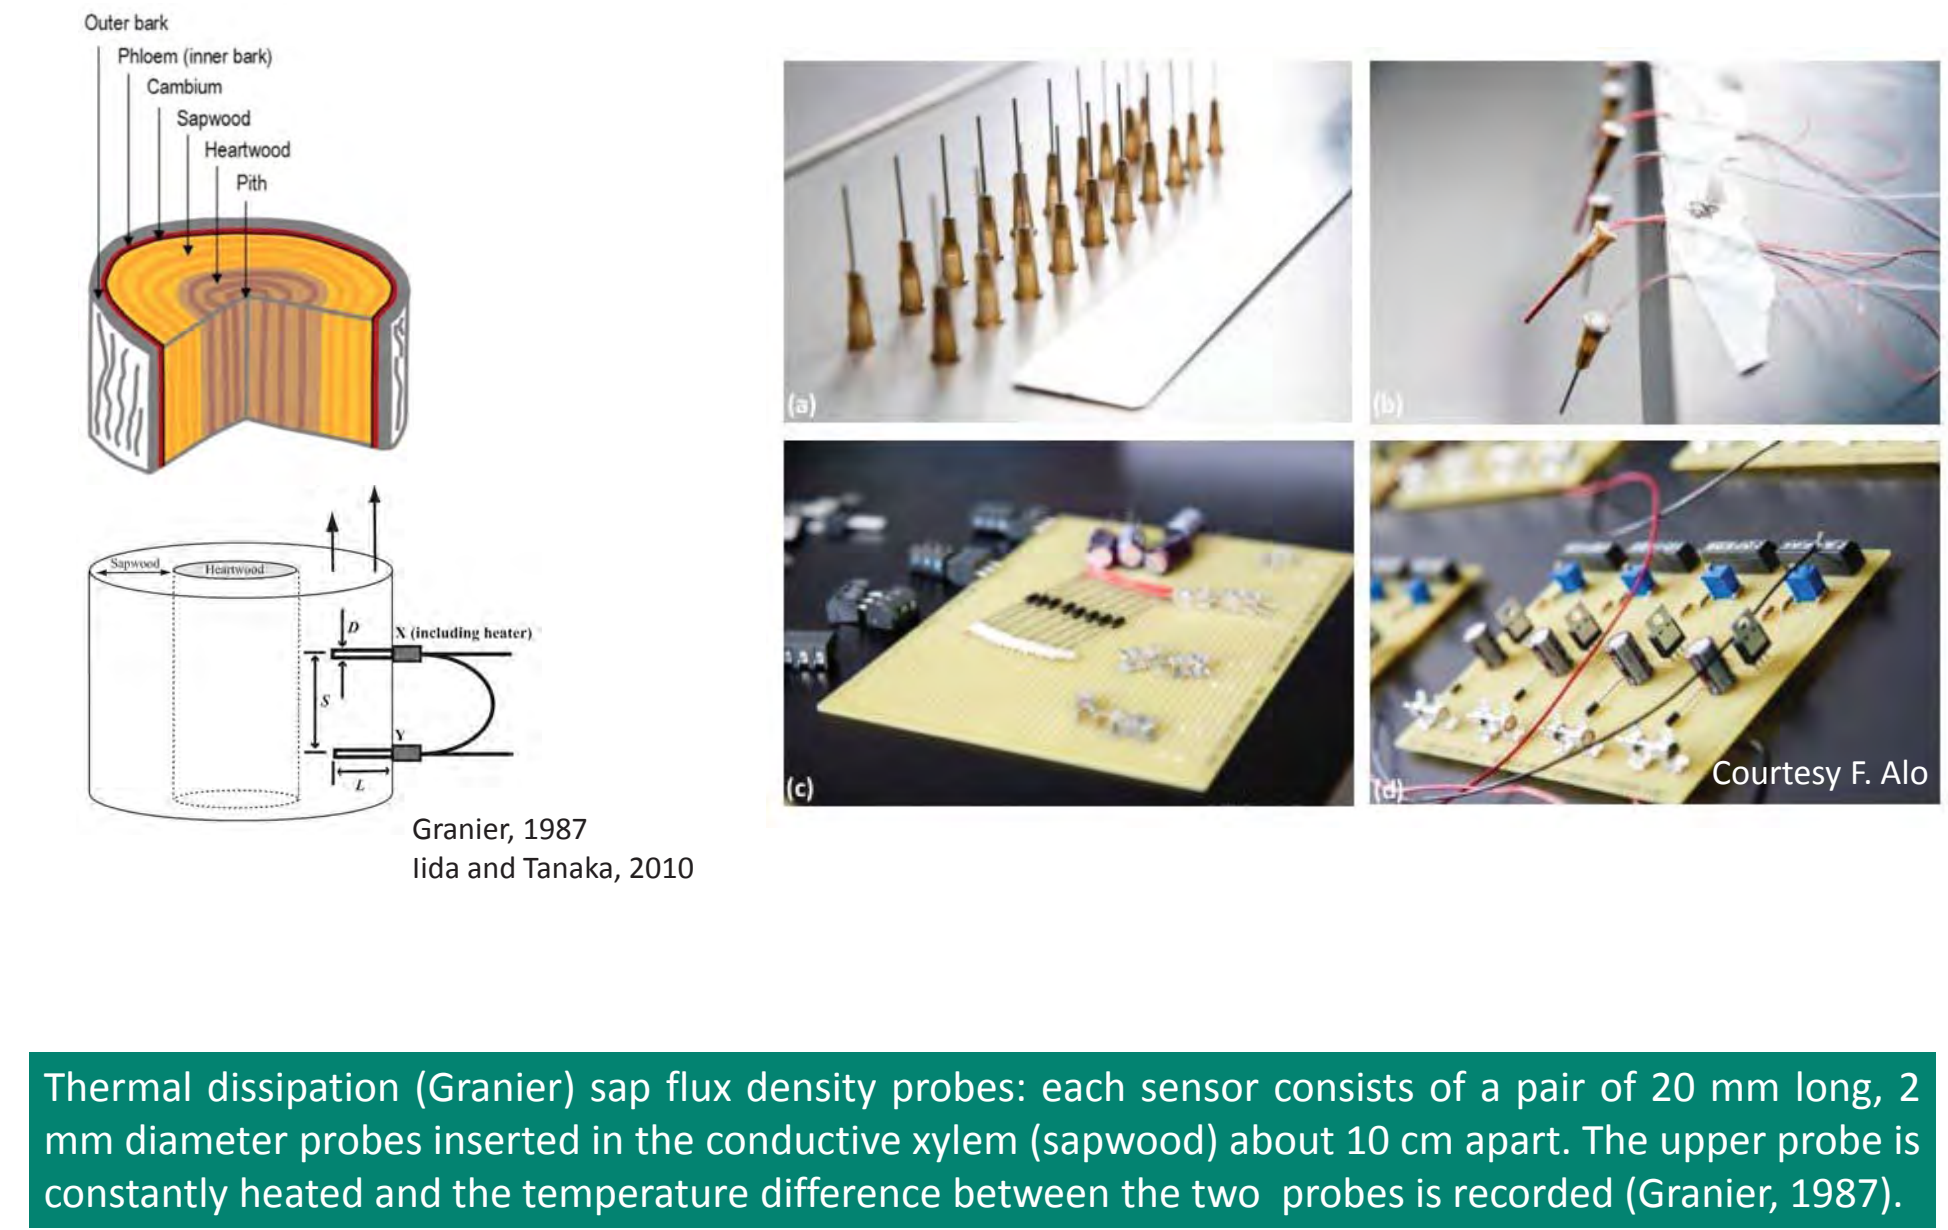 Outer bark
Phloem (inner bark)
Cambium
Sapwood
Heartwood
Pith
Sapwood
Heartwood
D
X (including heater)
S
Y
L
Granier, 1987
Iida and Tanaka, 2010
(a)
(b)
(c)
(d)
Courtesy F. Alo
Thermal dissipation (Granier) sap flux density probes: each sensor consists of a pair of 20 mm long, 2
mm diameter probes inserted in the conductive xylem (sapwood) about 10 cm apart. The upper probe is
constantly heated and the temperature difference between the two probes is recorded (Granier, 1987).